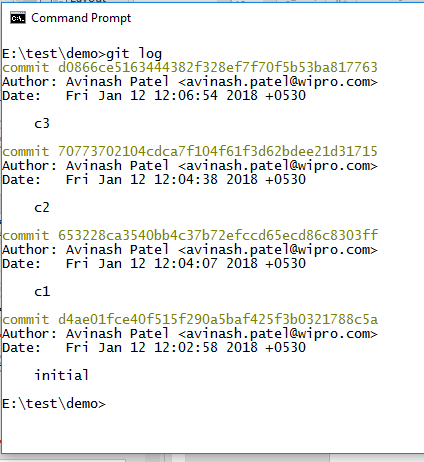 Command Prompt
E:\test\demo>git log
commit d0866ce5163444382f328ef7f70f5b53ba817763
Author: Avinash Patel <avinash.patel@wipro.com>
Date:   Fri Jan 12 12:06:54 2018 +0530
    c3
commit 70773702104cdca7f104f61f3d62bdee21d31715
Author: Avinash Patel <avinash.patel@wipro.com>
Date:   Fri Jan 12 12:04:38 2018 +0530
    c2
commit 653228ca3540bb4c37b72efccd65ecd86c8303ff
Author: Avinash Patel <avinash.patel@wipro.com>
Date:   Fri Jan 12 12:04:07 2018 +0530
    c1
commit d4ae01fce40f515f290a5baf425f3b0321788c5a
Author: Avinash Patel <avinash.patel@wipro.com>
Date:   Fri Jan 12 12:02:58 2018 +0530
    initial
E:\test\demo>